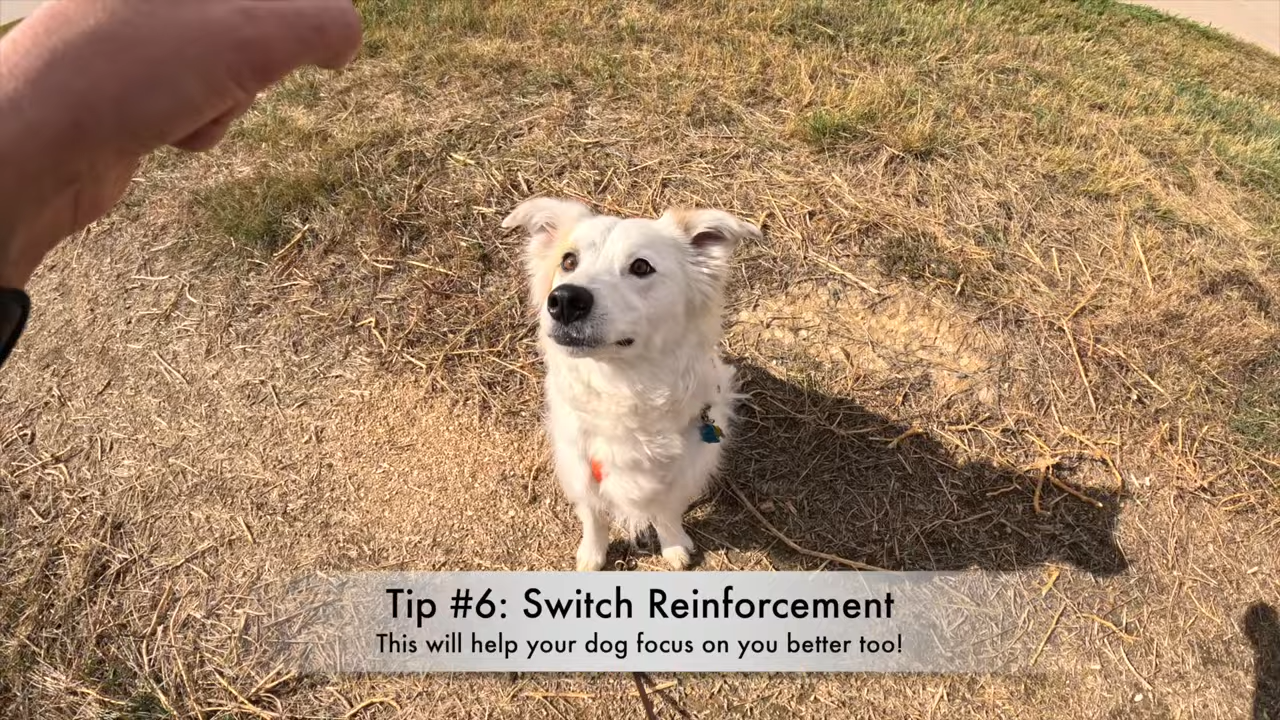 Tip #6: Switch Reinforcement
This will help your dog focus on you better too!